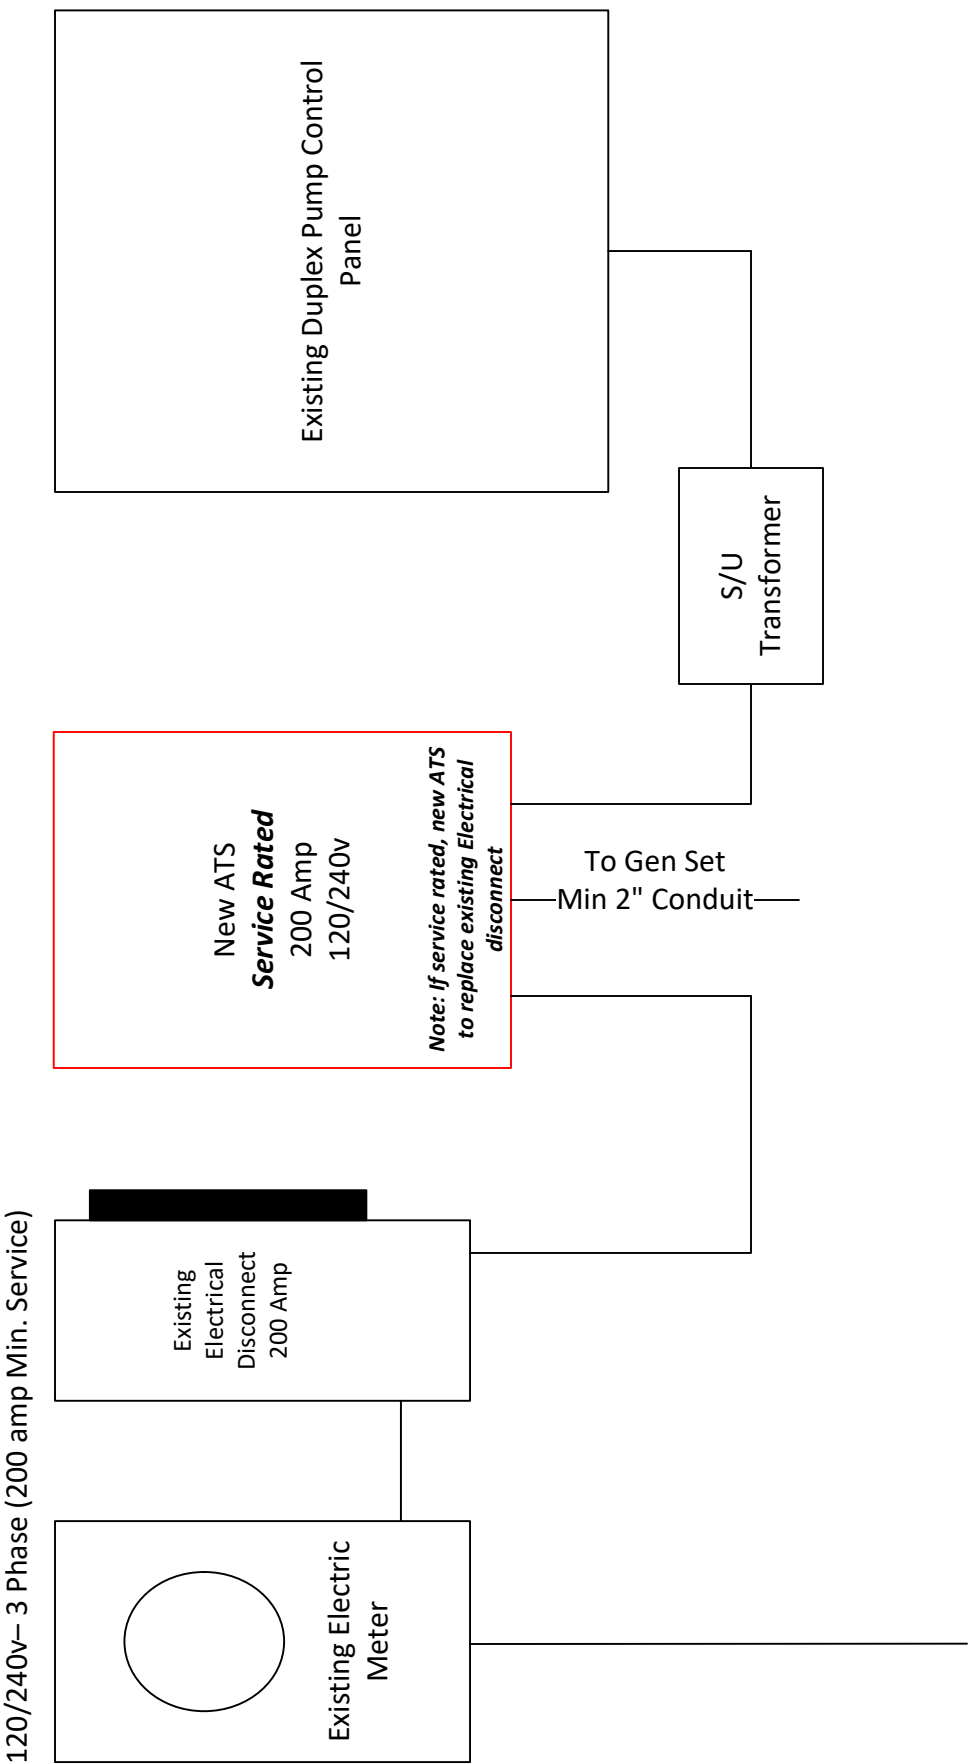 120/240v– 3 Phase (200 amp Min. Service)
Existing Electric
Meter
Existing
Electrical
Disconnect
200 Amp
New ATS
Service Rated
200 Amp
120/240v
Note: If service rated, new ATS
to replace existing Electrical
disconnect
To Gen Set
Min 2" Conduit
S/U
Transformer
Existing Duplex Pump Control
Panel